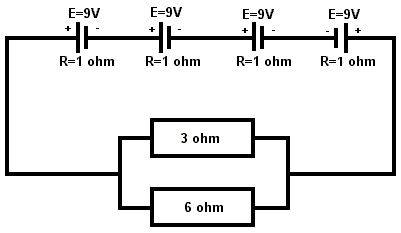 E=9V E=9V E=9V E=9V
+ - + - + - - +
R=1 ohm R=1 ohm R=1 ohm R=1 ohm
3 ohm
6 ohm